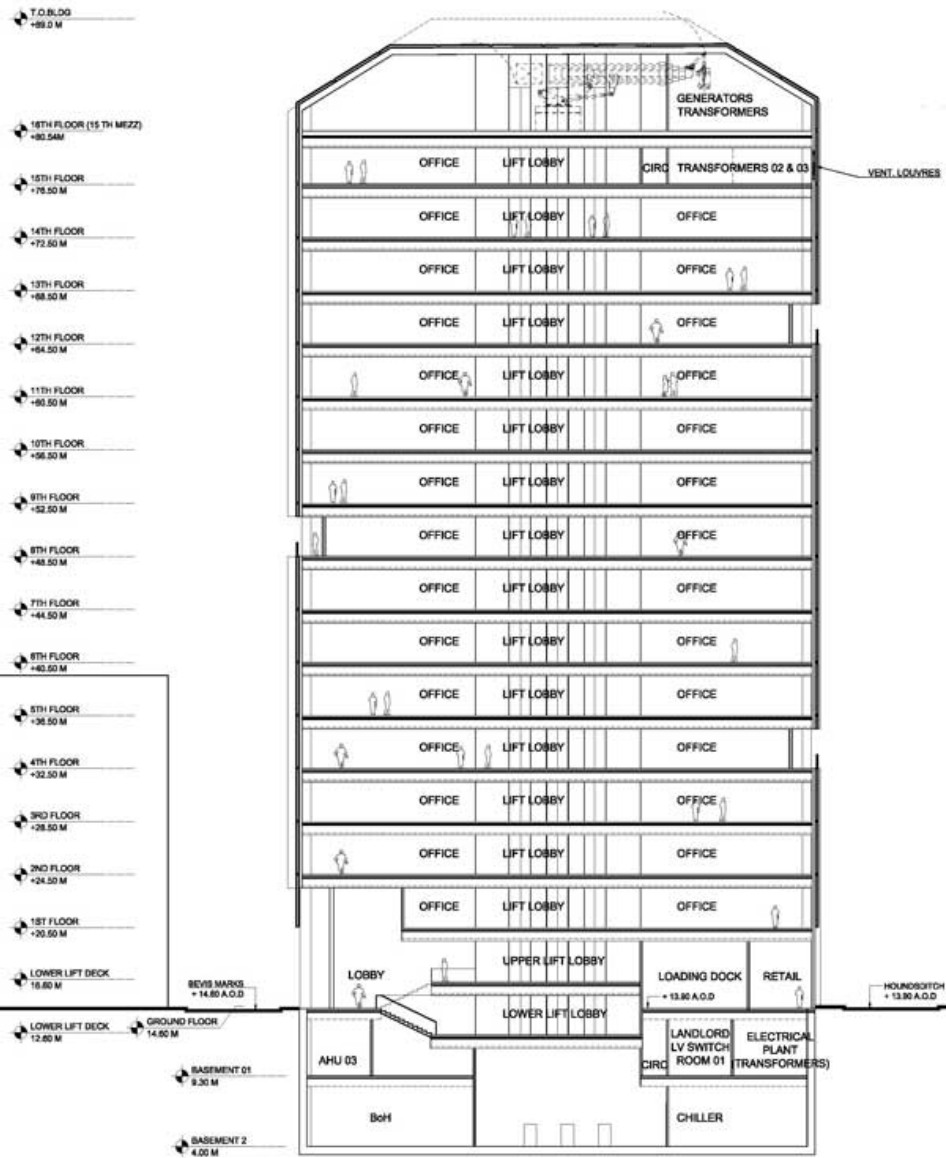 T.O.BLDG
+89.0 M
16TH FLOOR (15 TH MEZZ)
+80.54M
GENERATORS
TRANSFORMERS
OFFICE LIFT LOBBY CIRC TRANSFORMERS 02 & 03
VENT. LOUVRES
15TH FLOOR
+76.50 M
OFFICE LIFT LOBBY OFFICE
14TH FLOOR
+72.50 M
OFFICE LIFT LOBBY OFFICE
13TH FLOOR
+68.50 M
OFFICE LIFT LOBBY OFFICE
12TH FLOOR
+64.50 M
OFFICE LIFT LOBBY OFFICE
11TH FLOOR
+60.50 M
OFFICE LIFT LOBBY OFFICE
10TH FLOOR
+56.50 M
OFFICE LIFT LOBBY OFFICE
9TH FLOOR
+52.50 M
OFFICE LIFT LOBBY OFFICE
8TH FLOOR
+48.50 M
OFFICE LIFT LOBBY OFFICE
7TH FLOOR
+44.50 M
OFFICE LIFT LOBBY OFFICE
6TH FLOOR
+40.50 M
OFFICE LIFT LOBBY OFFICE
5TH FLOOR
+36.50 M
OFFICE LIFT LOBBY OFFICE
4TH FLOOR
+32.50 M
OFFICE LIFT LOBBY OFFICE
3RD FLOOR
+28.50 M
OFFICE LIFT LOBBY OFFICE
2ND FLOOR
+24.50 M
OFFICE LIFT LOBBY OFFICE
1ST FLOOR
+20.50 M
UPPER LIFT LOBBY
LOWER LIFT DECK
16.60 M
LOBBY
LOADING DOCK
RETAIL
BEVIS MARKS
+ 14.60 A.O.D
+ 13.90 A.O.D
HOUNDSDITCH
+ 13.90 A.O.D
LOWER LIFT LOBBY
LOWER LIFT DECK
12.60 M
GROUND FLOOR
14.60 M
AHU 03
CIRC
LANDLORD
LV SWITCH
ROOM 01
ELECTRICAL
PLANT
(TRANSFORMERS)
BASEMENT 01
9.30 M
BoH
CHILLER
BASEMENT 2
4.00 M